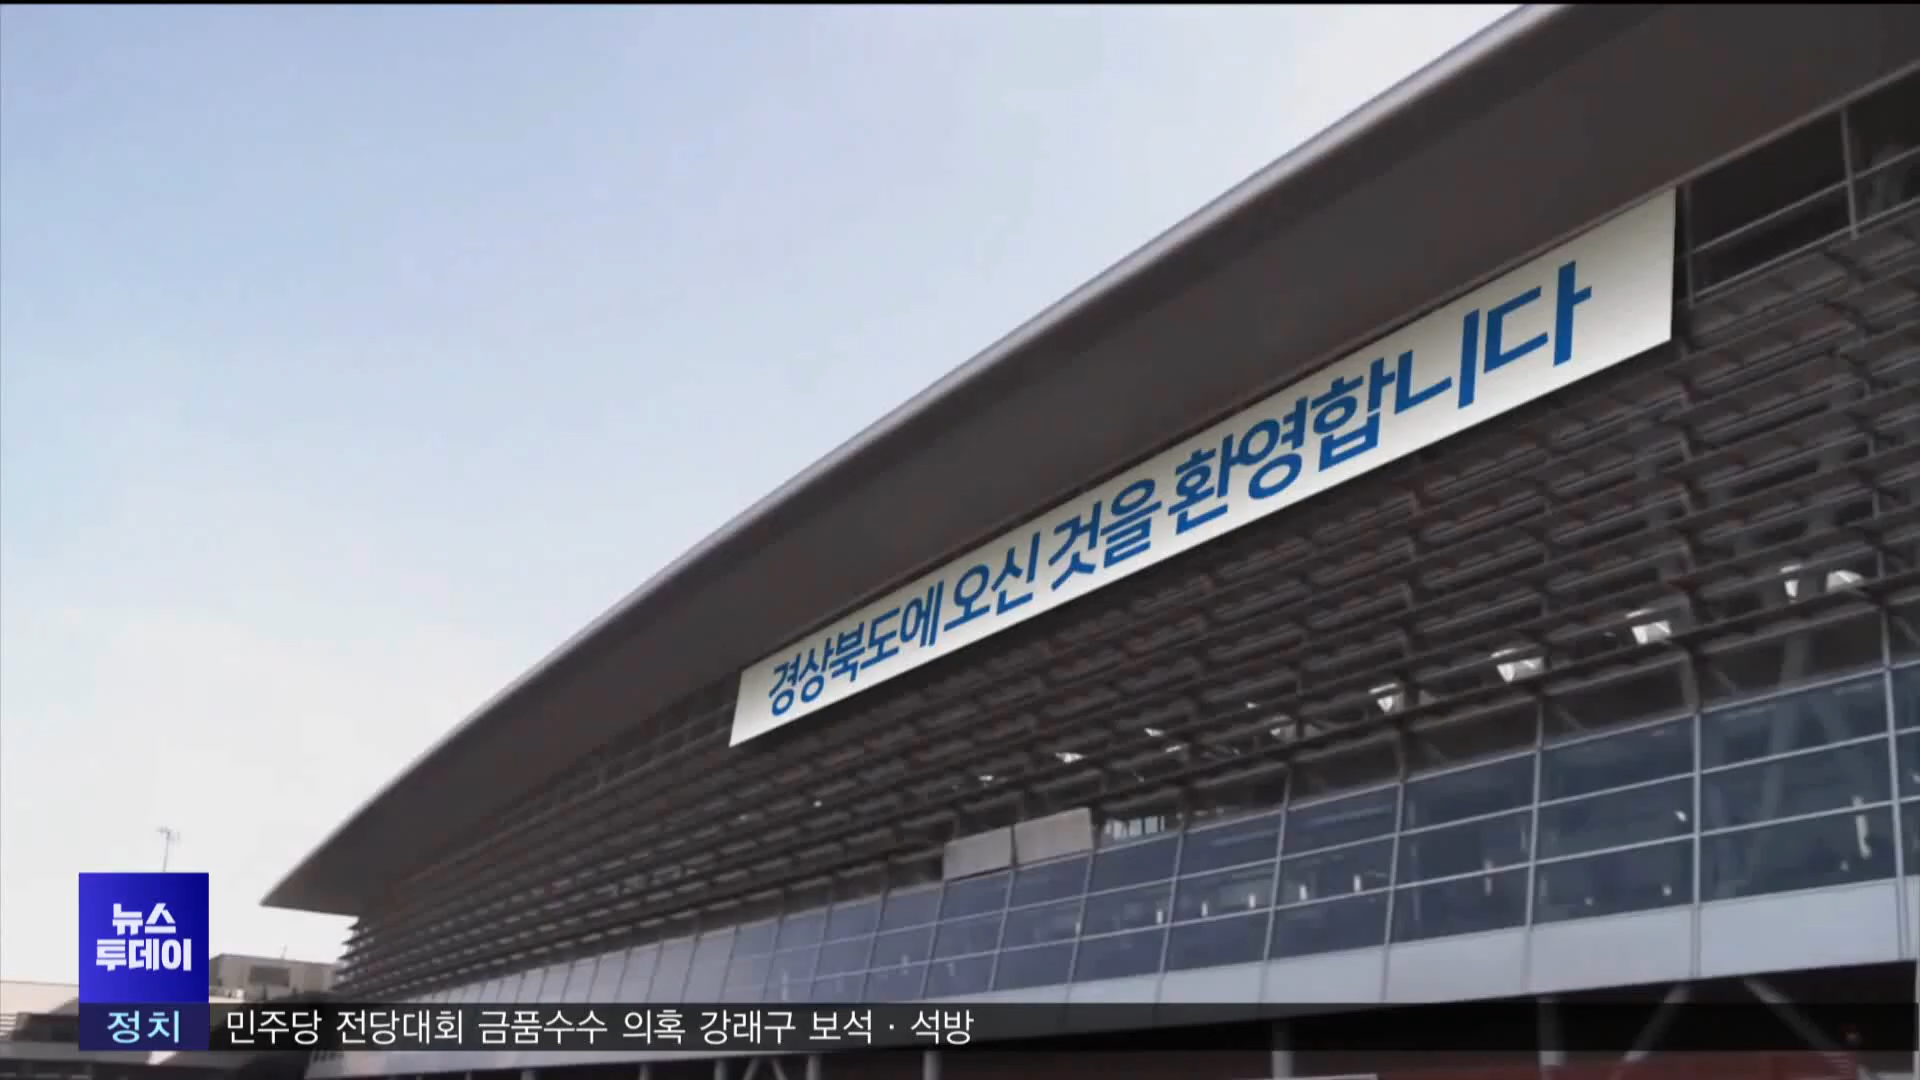 경상북도에 오신 것을 환영합니다
뉴스
투데이
정치
민주당 전당대회 금품수수 의혹 강래구 보석·석방